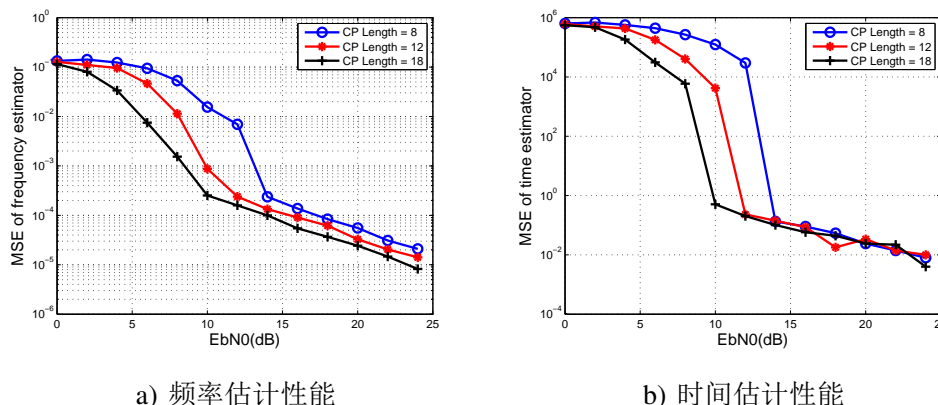 MSE of frequency estimator
10^0
10^-1
10^-2
10^-3
10^-4
10^-5
10^-6
CP Length = 8
CP Length = 12
CP Length = 18
0 5 10 15 20 25
EbN0(dB)
MSE of time estimator
10^6
10^4
10^2
10^0
10^-2
10^-4
CP Length = 8
CP Length = 12
CP Length = 18
0 5 10 15 20
EbN0(dB)
a) 频率估计性能
b) 时间估计性能